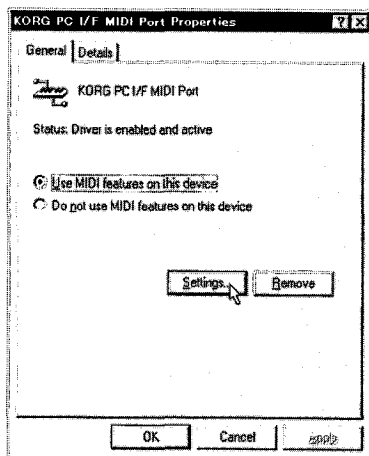 KORG PC I/F MIDI Port Properties
General Details
KORG PC I/F MIDI Port
Status: Driver is enabled and active
Use MIDI features on this device
Do not use MIDI features on this device
Settings... Remove
OK Cancel Apply